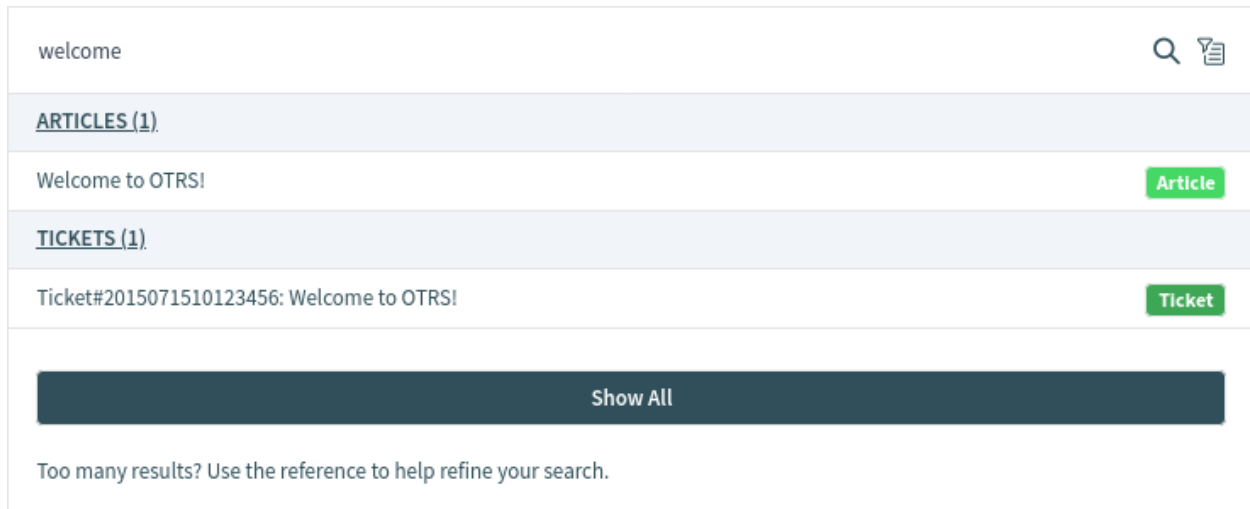 welcome
ARTICLES (1)
Welcome to OTRS!
Article
TICKETS (1)
Ticket#2015071510123456: Welcome to OTRS!
Ticket
Show All
Too many results? Use the reference to help refine your search.